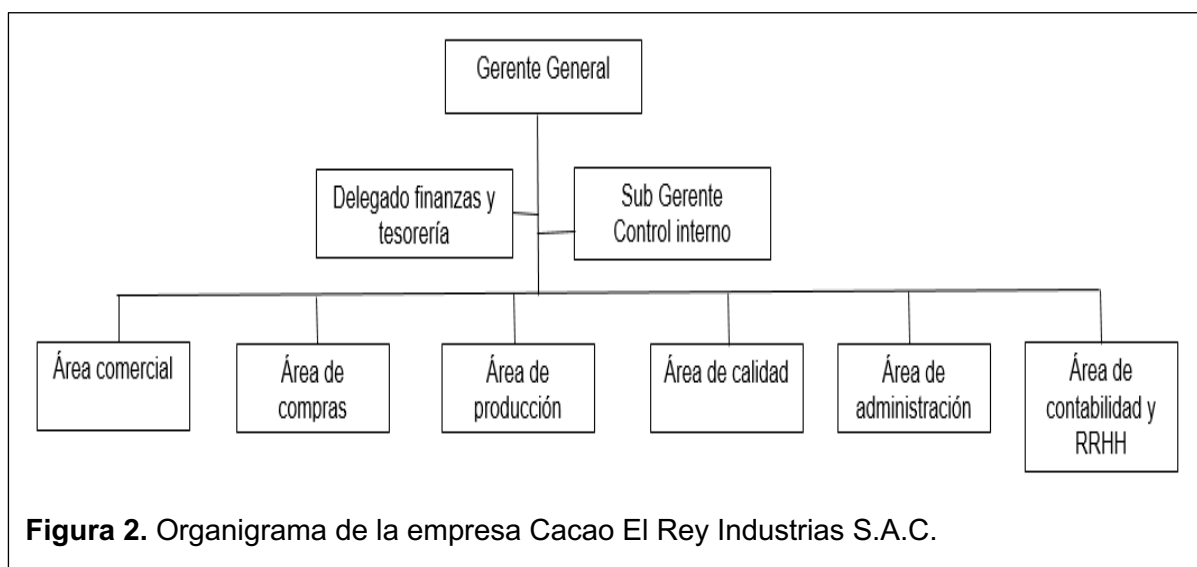 Gerente General
Delegado finanzas y
tesorería
Sub Gerente
Control interno
Área comercial
Área de
compras
Área de
producción
Área de calidad
Área de
administración
Área de
contabilidad y
RRHH
Figura 2. Organigrama de la empresa Cacao El Rey Industrias S.A.C.